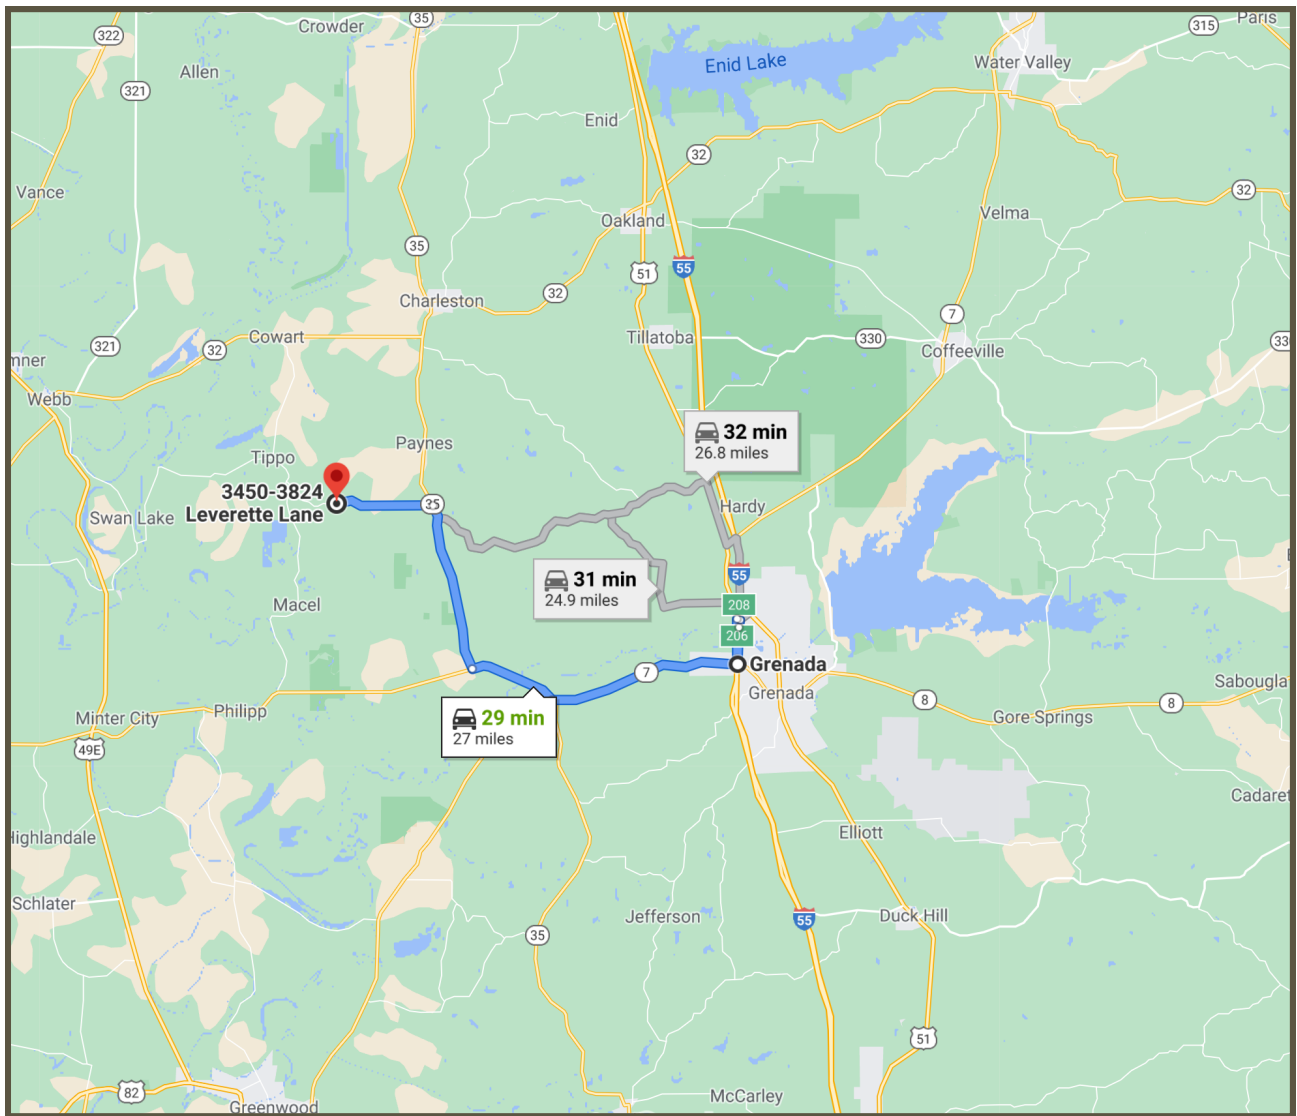 Crowder
35
315
Paris
322
Enid Lake
Water Valley
Allen
321
Enid
32
Vance
32
Oakland
Velma
35
51
55
32
Charleston
7
321
32
Cowart
Tillatoba
330
Coffeeville
Webb
32 min
26.8 miles
Paynes
Tippo
3450-3824
Leverette Lane
35
Hardy
Swan Lake
31 min
24.9 miles
55
Macel
208
206
Grenada
7
Grenada
8
8
Sabougla
29 min
27 miles
Minter City
Philipp
Gore Springs
49E
Elliott
Schlater
Jefferson
55
Duck Hill
35
51
82
Greenwood
McCarley